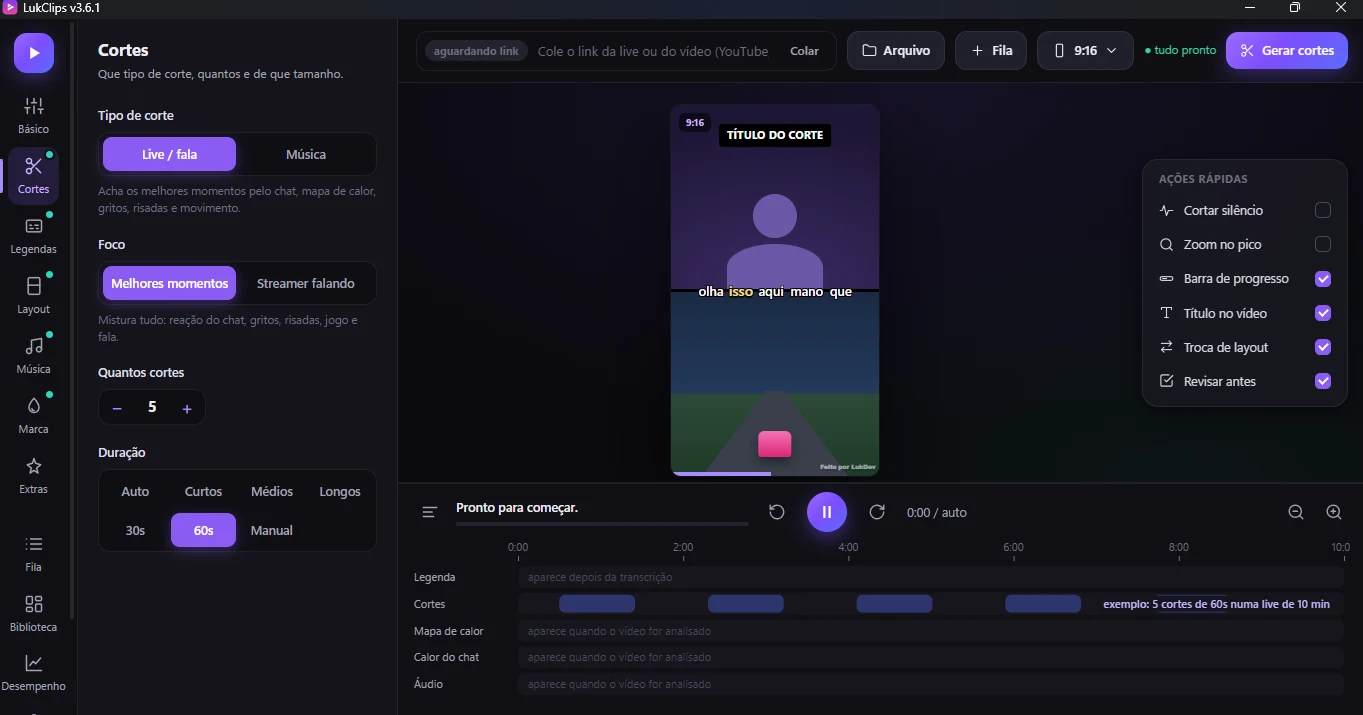 LukClips v3.6.1
Básico
Cortes
Legendas
Layout
Música
Marca
Extras
Fila
Biblioteca
Desempenho
Cortes
Que tipo de corte, quantos e de que tamanho.
Tipo de corte
Live / fala
Música
Acha os melhores momentos pelo chat, mapa de calor,
gritos, risadas e movimento.
Foco
Melhores momentos
Streamer falando
Mistura tudo: reação do chat, gritos, risadas, jogo e
fala.
Quantos cortes
− 5 +
Duração
Auto Curtos Médios Longos
30s 60s Manual
aguardando link
Cole o link da live ou do vídeo (YouTube,
Colar
Arquivo
+ Fila
9:16
tudo pronto
Gerar cortes
9:16
TÍTULO DO CORTE
olha isso aqui mano que
Feito por LukDev
AÇÕES RÁPIDAS
Cortar silêncio
Zoom no pico
Barra de progresso
Título no vídeo
Troca de layout
Revisar antes
Pronto para começar.
0:00 / auto
0:00 2:00 4:00 6:00 8:00 10:0
Legenda
aparece depois da transcrição
Cortes
exemplo: 5 cortes de 60s numa live de 10 min
Mapa de calor
aparece quando o vídeo for analisado
Calor do chat
aparece quando o vídeo for analisado
Áudio
aparece quando o vídeo for analisado